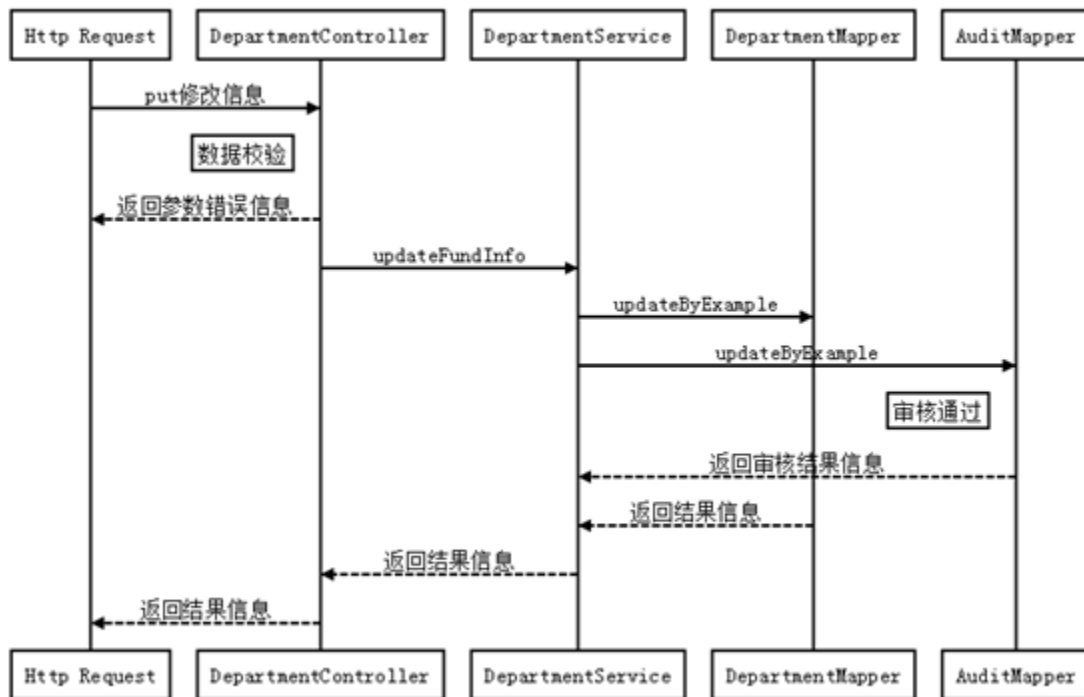 Http Request
DepartmentController
DepartmentService
DepartmentMapper
AuditMapper
put修改信息
数据校验
返回参数错误信息
updateFundInfo
updateByExample
updateByExample
审核通过
返回审核结果信息
返回结果信息
返回结果信息
返回结果信息
Http Request
DepartmentController
DepartmentService
DepartmentMapper
AuditMapper